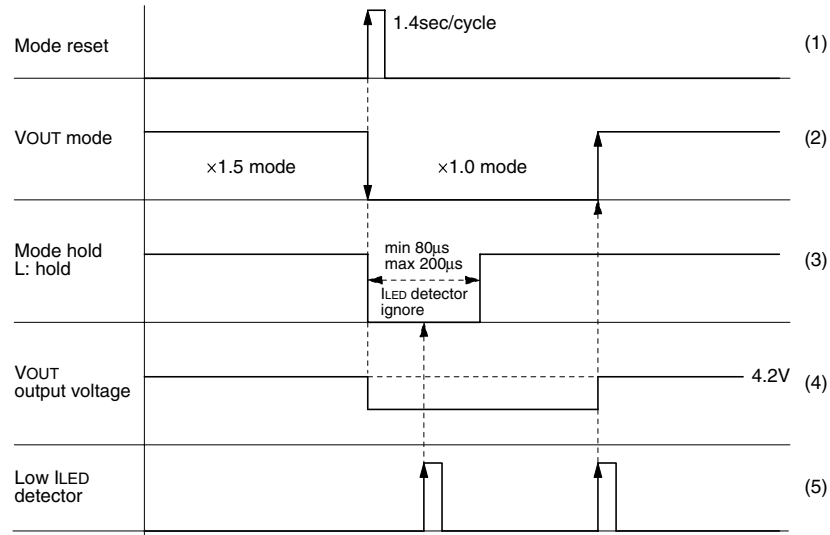 Mode reset
1.4sec/cycle
(1)
VOUT mode
×1.5 mode
×1.0 mode
(2)
Mode hold
L: hold
min 80µs
max 200µs
ILED detector
ignore
(3)
VOUT
output voltage
4.2V
(4)
Low ILED
detector
(5)